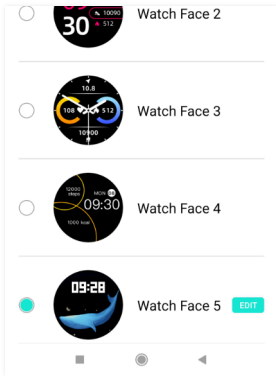 30
10090
512
Watch Face 2
10.8
108
512
10900
Watch Face 3
12000
steps
MON
09:30
1000 kcal
Watch Face 4
09:28
Watch Face 5
EDIT